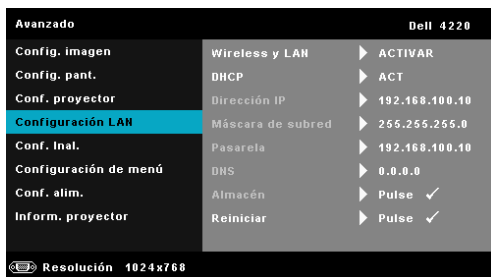 Avanzado Dell 4220
Config. imagen Wireless y LAN ACTIVAR
Config. pant. DHCP ACT
Conf. proyector Dirección IP 192.168.100.10
Configuración LAN Máscara de subred 255.255.255.0
Conf. Inal. Pasarela 192.168.100.10
Configuración de menú DNS 0.0.0.0
Conf. alim. Almacén Pulse ✓
Inform. proyector Reiniciar Pulse ✓
Resolución 1024x768